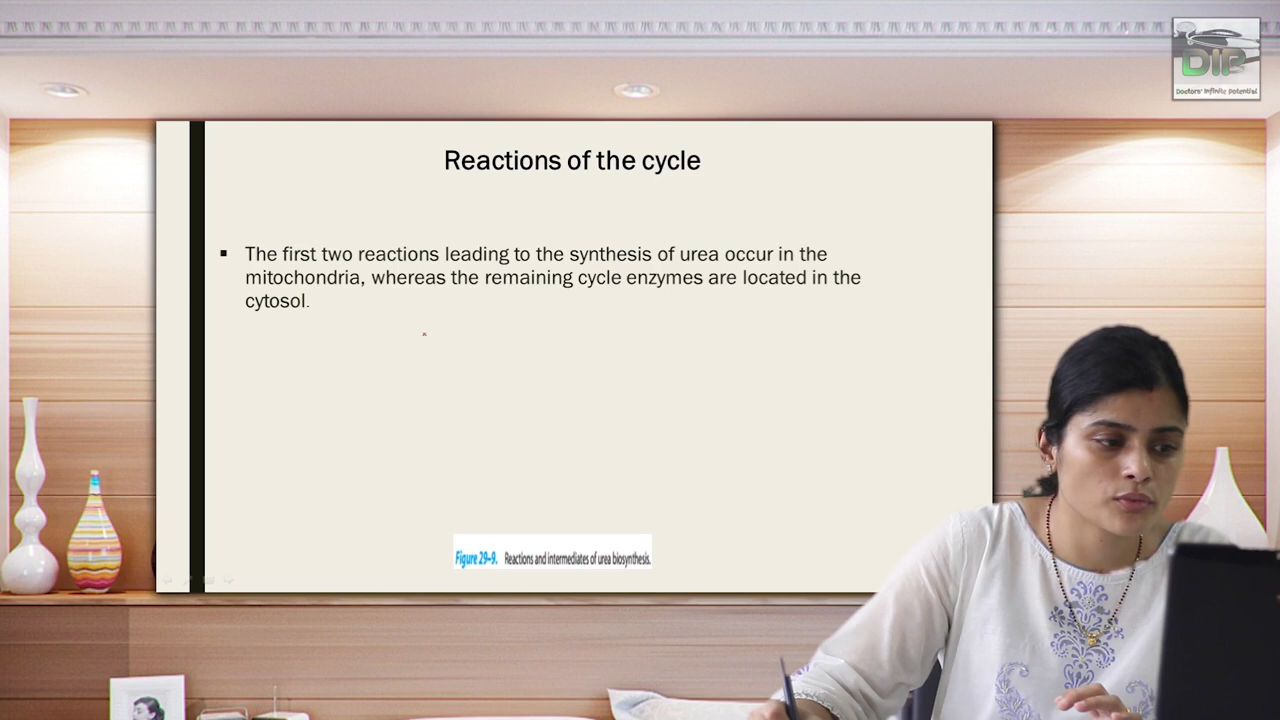 DIP
Doctors' Infinite Potential
Reactions of the cycle
▪ The first two reactions leading to the synthesis of urea occur in the
mitochondria, whereas the remaining cycle enzymes are located in the
cytosol.
Figure 29–9. Reactions and intermediates of urea biosynthesis.